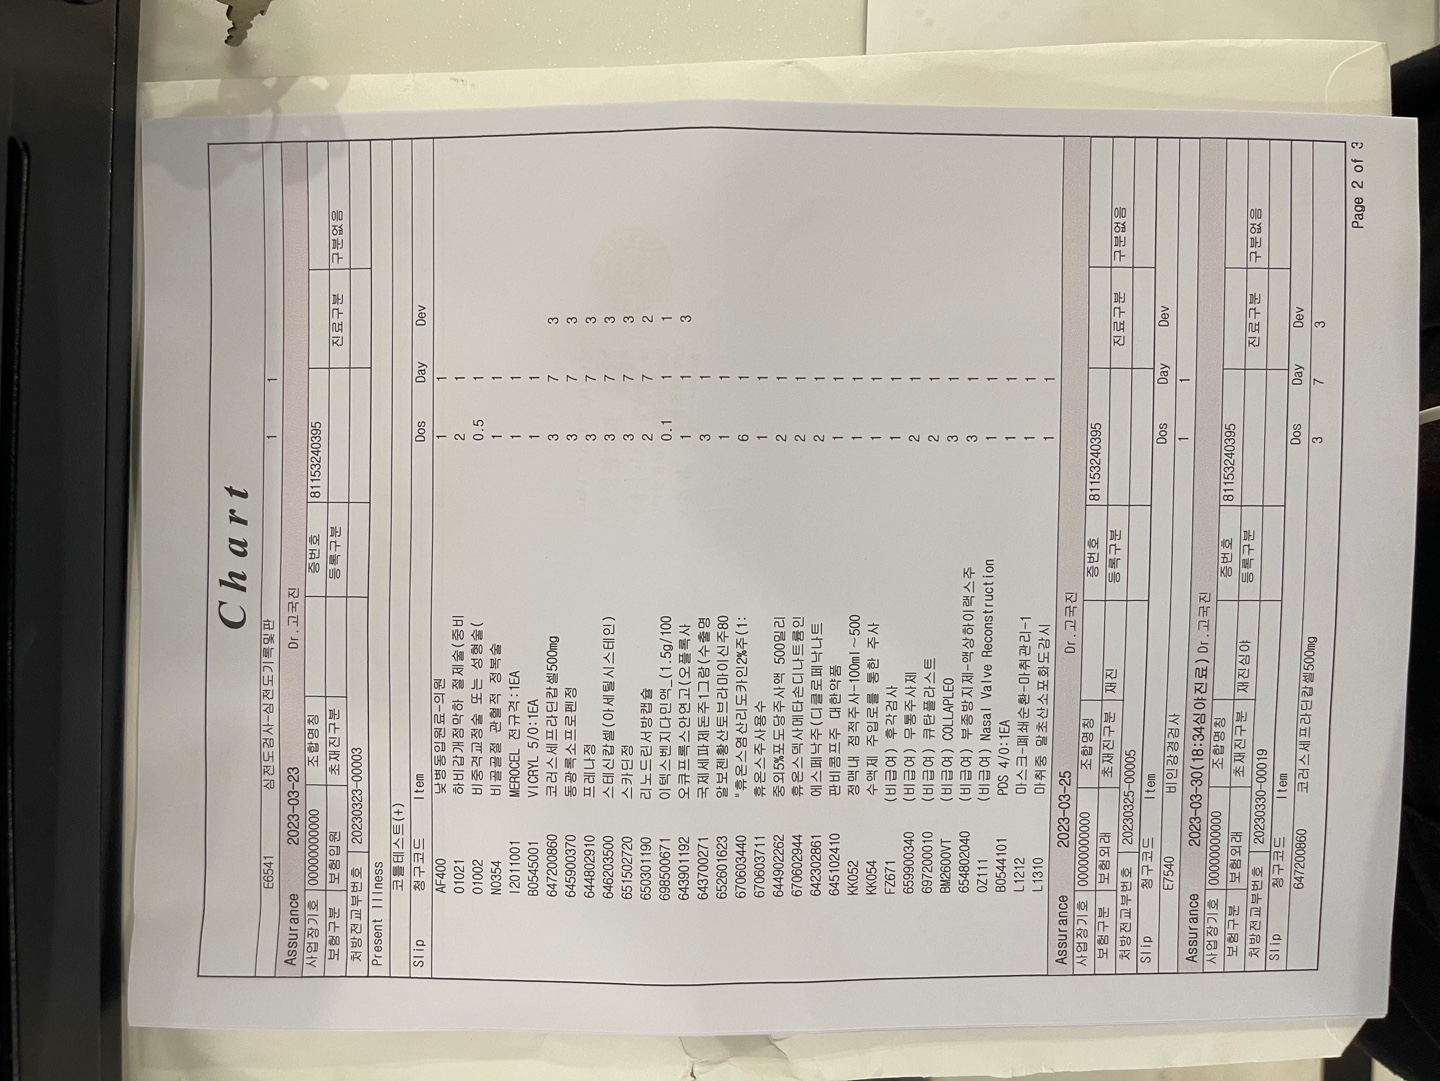 Chart
E6541 심전도검사-심전도기록및판 1 1
Assurance 2023-03-23 Dr.고국진
사업장기호 00000000000 조합명칭 증번호 81153240395
보험구분 보험입원 초재진구분 등록구분 진료구분 구분없음
처방전교부번호 20230323-00003
Present Illness
코틀테스트(+)
Slip 청구코드 Item Dos Day Dev
AF400 낮병동입원료-의원 1 1
01021 하비갑개점막하 절제술(중비 2 1
01002 비중격교정술 또는 성형술( 0.5 1
N0354 비골골절 관혈적 정복술 1 1
I2011001 MEROCEL 전규격:1EA 1 1
B0545001 VICRYL 5/0:1EA 1 1
647200860 코러스세프라딘캅셀500mg 3 7 3
645900370 동광록소프로펜정 3 7 3
644802910 프레나정 3 7 3
646203500 스테신캅셀(아세틸시스테인) 3 7 3
651502720 스카딘정 3 7 3
650301190 리노드린서방캡슐 2 7 2
698500671 이텍스벤지다민액_(1.5g/100 0.1 1 1
643901192 오큐프록스안연고(오플록사 1 1 3
643700271 국제세파제돈주1그람(수출명 3 1
652601623 알보젠황산토브라마이신주80 1 1
670603440 "휴온스염산리도카인2%주(1: 6 1
670603711 휴온스주사용수 1 1
644902262 중외5%포도당주사액 500밀리 2 1
670602944 휴온스덱사메타손디나트륨인 2 1
642302861 에스페낙주(디클로페낙나트 2 1
645102410 판비콤프주 대한약품 1 1
KK052 정맥내 점적주사-100ml~500 1 1
KK054 수액제 주입로를 통한 주사 1 1
FZ671 (비급여) 후각검사 1 1
659900340 (비급여) 무통주사제 2 1
697200010 (비급여) 큐탄플라스트 2 1
BM2600VT (비급여) COLLAPLEO 3 1
654802040 (비급여) 부종방지제-액상하이랙스주 3 1
OZ111 (비급여) Nasal Valve Reconstruction 1 1
B0544101 PDS 4/0:1EA 1 1
L1212 마스크-폐쇄순환-마취관리-1 1 1
L1310 마취중 말초산소포화도감시 1 1
Assurance 2023-03-25 Dr.고국진
사업장기호 00000000000 조합명칭 증번호 81153240395
보험구분 보험외래 초재진구분 재진 등록구분 진료구분 구분없음
처방전교부번호 20230325-00005
Slip 청구코드 Item Dos Day Dev
E7540 비인강경검사 1 1
Assurance 2023-03-30(18:34심야진료) Dr.고국진
사업장기호 00000000000 조합명칭 증번호 81153240395
보험구분 보험외래 초재진구분 재진심야 등록구분 진료구분 구분없음
처방전교부번호 20230330-00019
Slip 청구코드 Item Dos Day Dev
647200860 코러스세프라딘캅셀500mg 3 7 3
Page 2 of 3